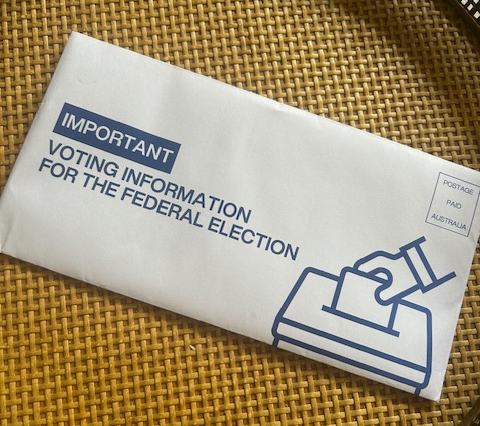 IMPORTANT
VOTING INFORMATION
FOR THE FEDERAL ELECTION
POSTAGE
PAID
AUSTRALIA